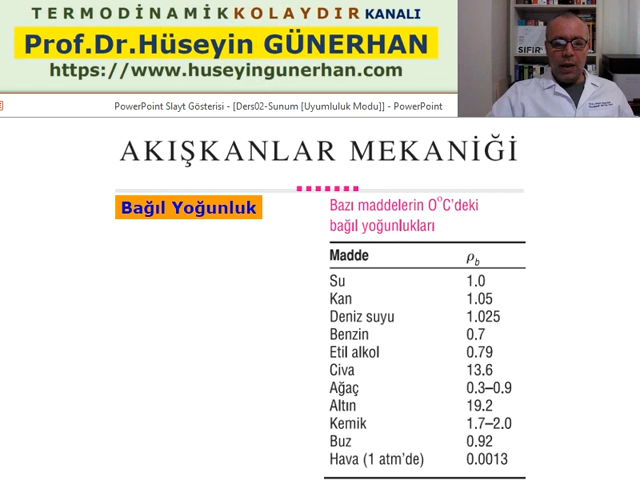 TERMODİNAMİKKOLAYDIR KANALI
Prof.Dr.Hüseyin GÜNERHAN
https://www.huseyingunerhan.com
SIFIR
PowerPoint Slayt Gösterisi - [Ders02-Sunum [Uyumluluk Modu]] - PowerPoint
AKIŞKANLAR MEKANİĞİ
Bağıl Yoğunluk
Bazı maddelerin 0°C’deki
bağıl yoğunlukları
Madde ρb
Su 1.0
Kan 1.05
Deniz suyu 1.025
Benzin 0.7
Etil alkol 0.79
Civa 13.6
Ağaç 0.3–0.9
Altın 19.2
Kemik 1.7–2.0
Buz 0.92
Hava (1 atm’de) 0.0013